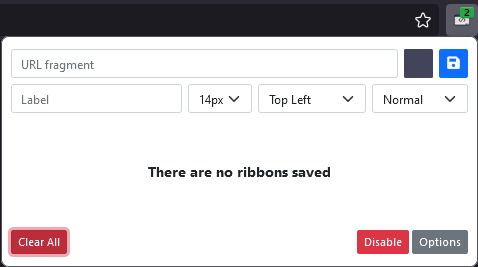 2
URL fragment
Label 14px Top Left Normal
There are no ribbons saved
Clear All Disable Options